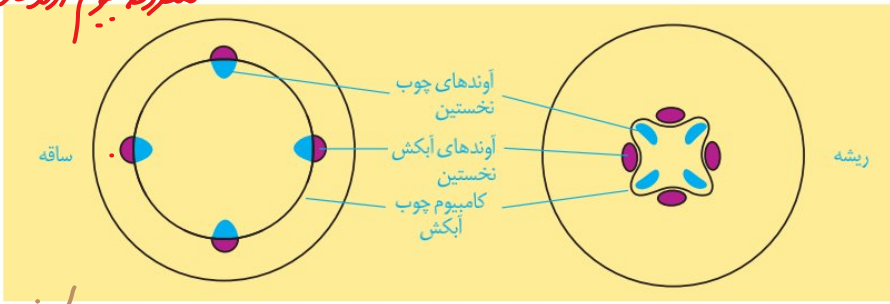 آوندهای چوب
نخستین
آوندهای آبکش
نخستین
کامبیوم چوب
آبکش
ریشه
ساقه